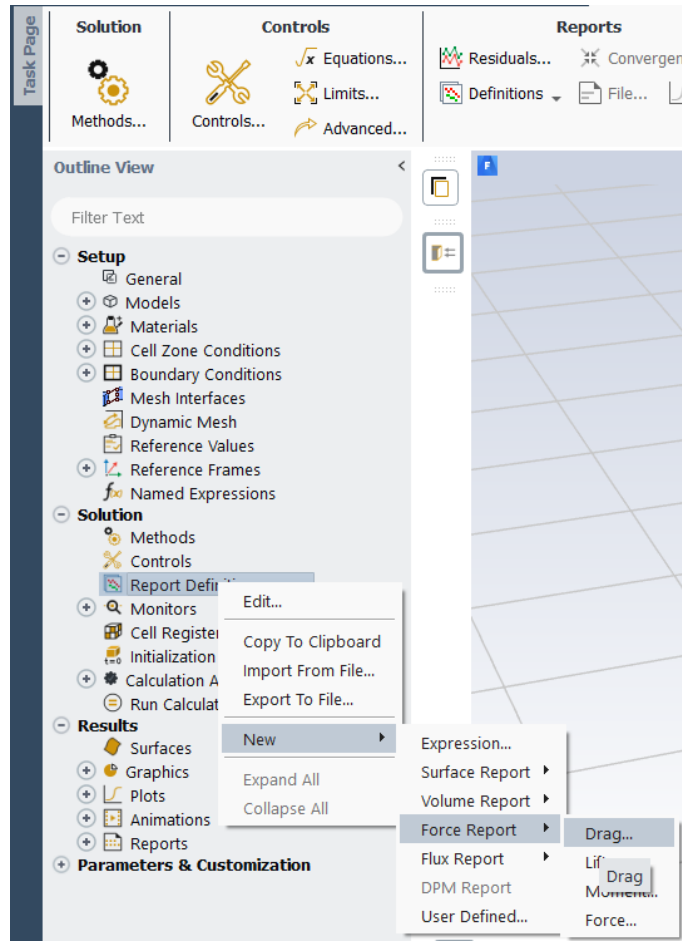 Task Page
Solution
Controls
Reports
Methods...
Controls...
Equations...
Limits...
Advanced...
Residuals...
Convergen
Definitions
File...
Outline View
Filter Text
Setup
General
Models
Materials
Cell Zone Conditions
Boundary Conditions
Mesh Interfaces
Dynamic Mesh
Reference Values
Reference Frames
Named Expressions
Solution
Methods
Controls
Report Defin
Monitors
Cell Register
Initialization
Calculation A
Run Calculat
Results
Surfaces
Graphics
Plots
Animations
Reports
Parameters & Customization
Edit...
Copy To Clipboard
Import From File...
Export To File...
New
Expand All
Collapse All
Expression...
Surface Report
Volume Report
Force Report
Flux Report
DPM Report
User Defined...
Drag...
Lif
Drag
Moment...
Force...